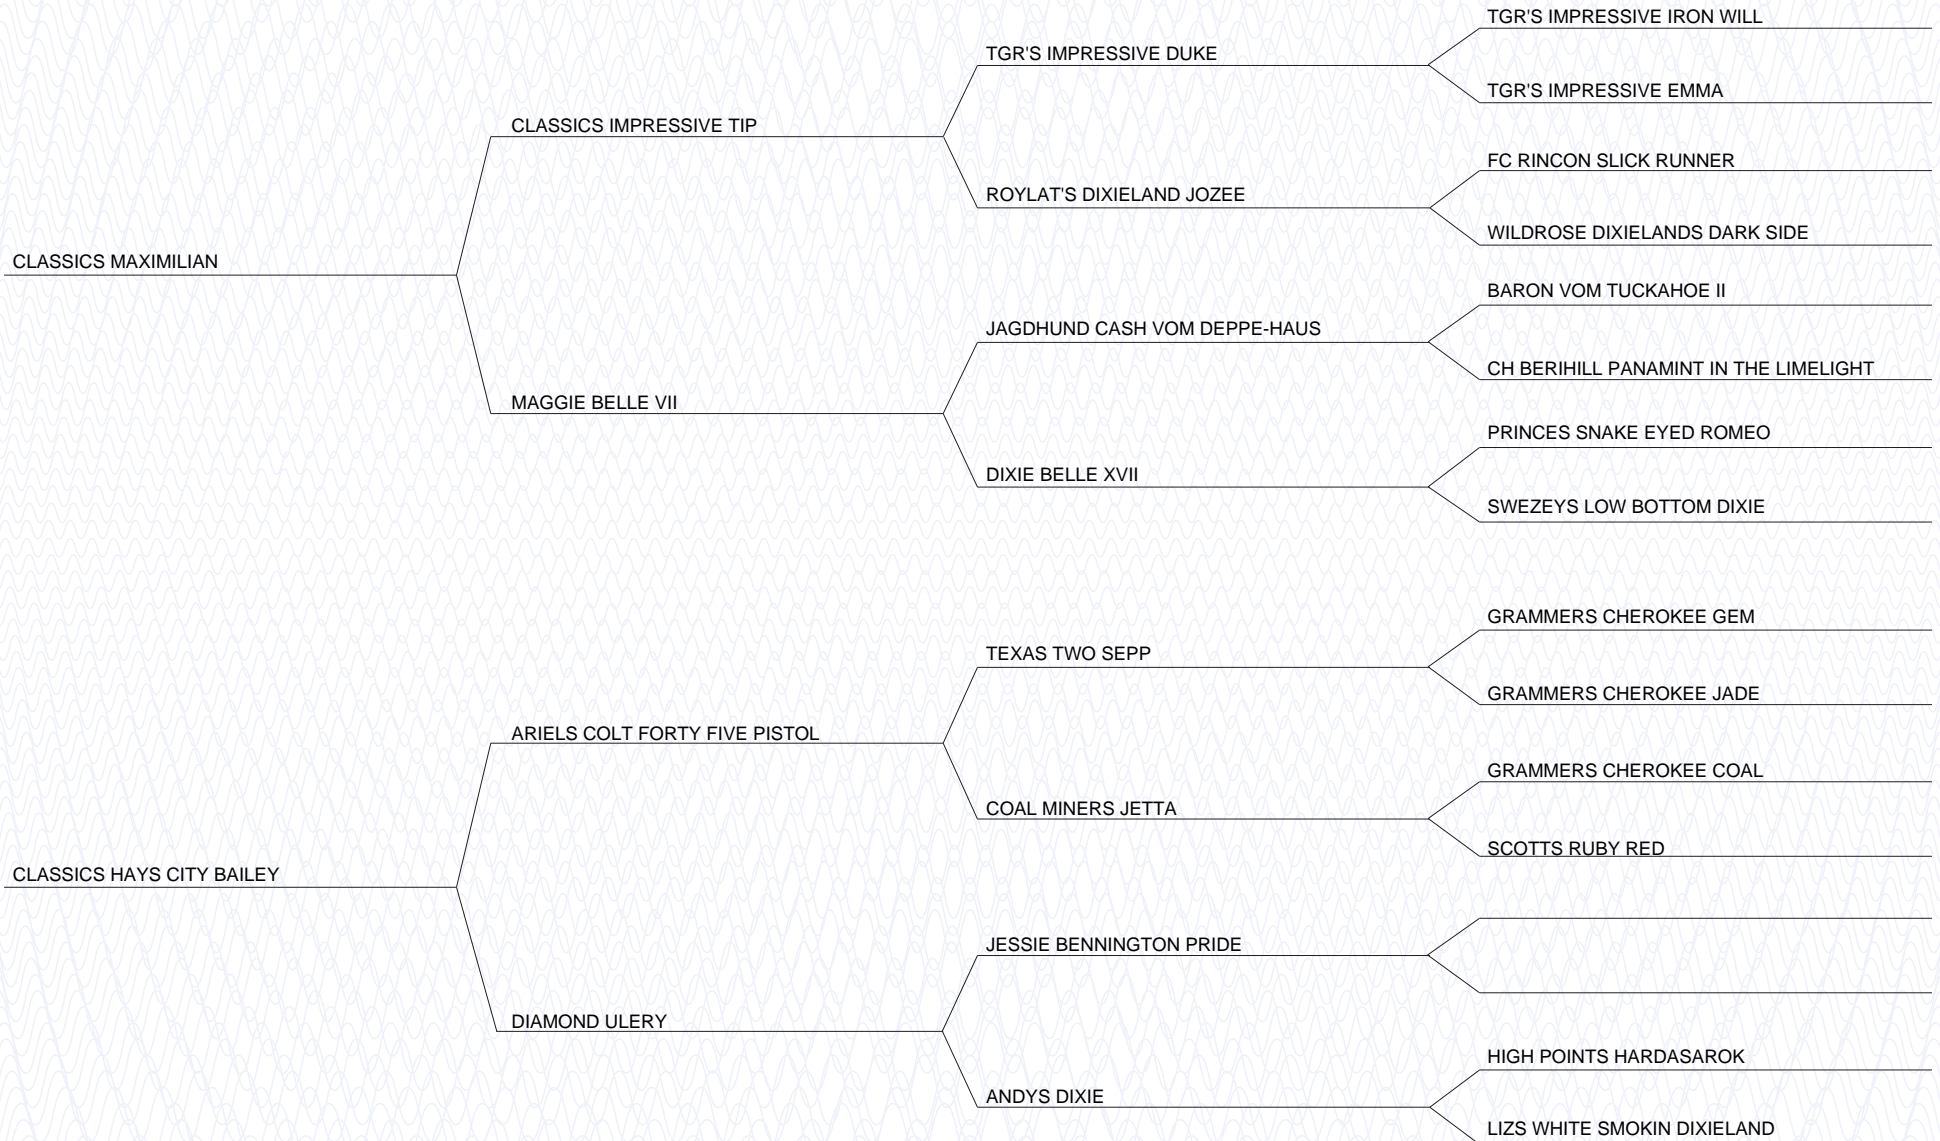 TGR'S IMPRESSIVE IRON WILL
TGR'S IMPRESSIVE DUKE
TGR'S IMPRESSIVE EMMA
CLASSICS IMPRESSIVE TIP
FC RINCON SLICK RUNNER
ROYLAT'S DIXIELAND JOZEE
WILDROSE DIXIELANDS DARK SIDE
CLASSICS MAXIMILIAN
BARON VOM TUCKAHOE II
JAGDHUND CASH VOM DEPPE-HAUS
CH BERIHILL PANAMINT IN THE LIMELIGHT
MAGGIE BELLE VII
PRINCES SNAKE EYED ROMEO
DIXIE BELLE XVII
SWEZEYS LOW BOTTOM DIXIE
GRAMMERS CHEROKEE GEM
TEXAS TWO SEPP
GRAMMERS CHEROKEE JADE
ARIELS COLT FORTY FIVE PISTOL
GRAMMERS CHEROKEE COAL
COAL MINERS JETTA
SCOTTS RUBY RED
CLASSICS HAYS CITY BAILEY
JESSIE BENNINGTON PRIDE
DIAMOND ULERY
HIGH POINTS HARDASAROK
ANDYS DIXIE
LIZS WHITE SMOKIN DIXIELAND